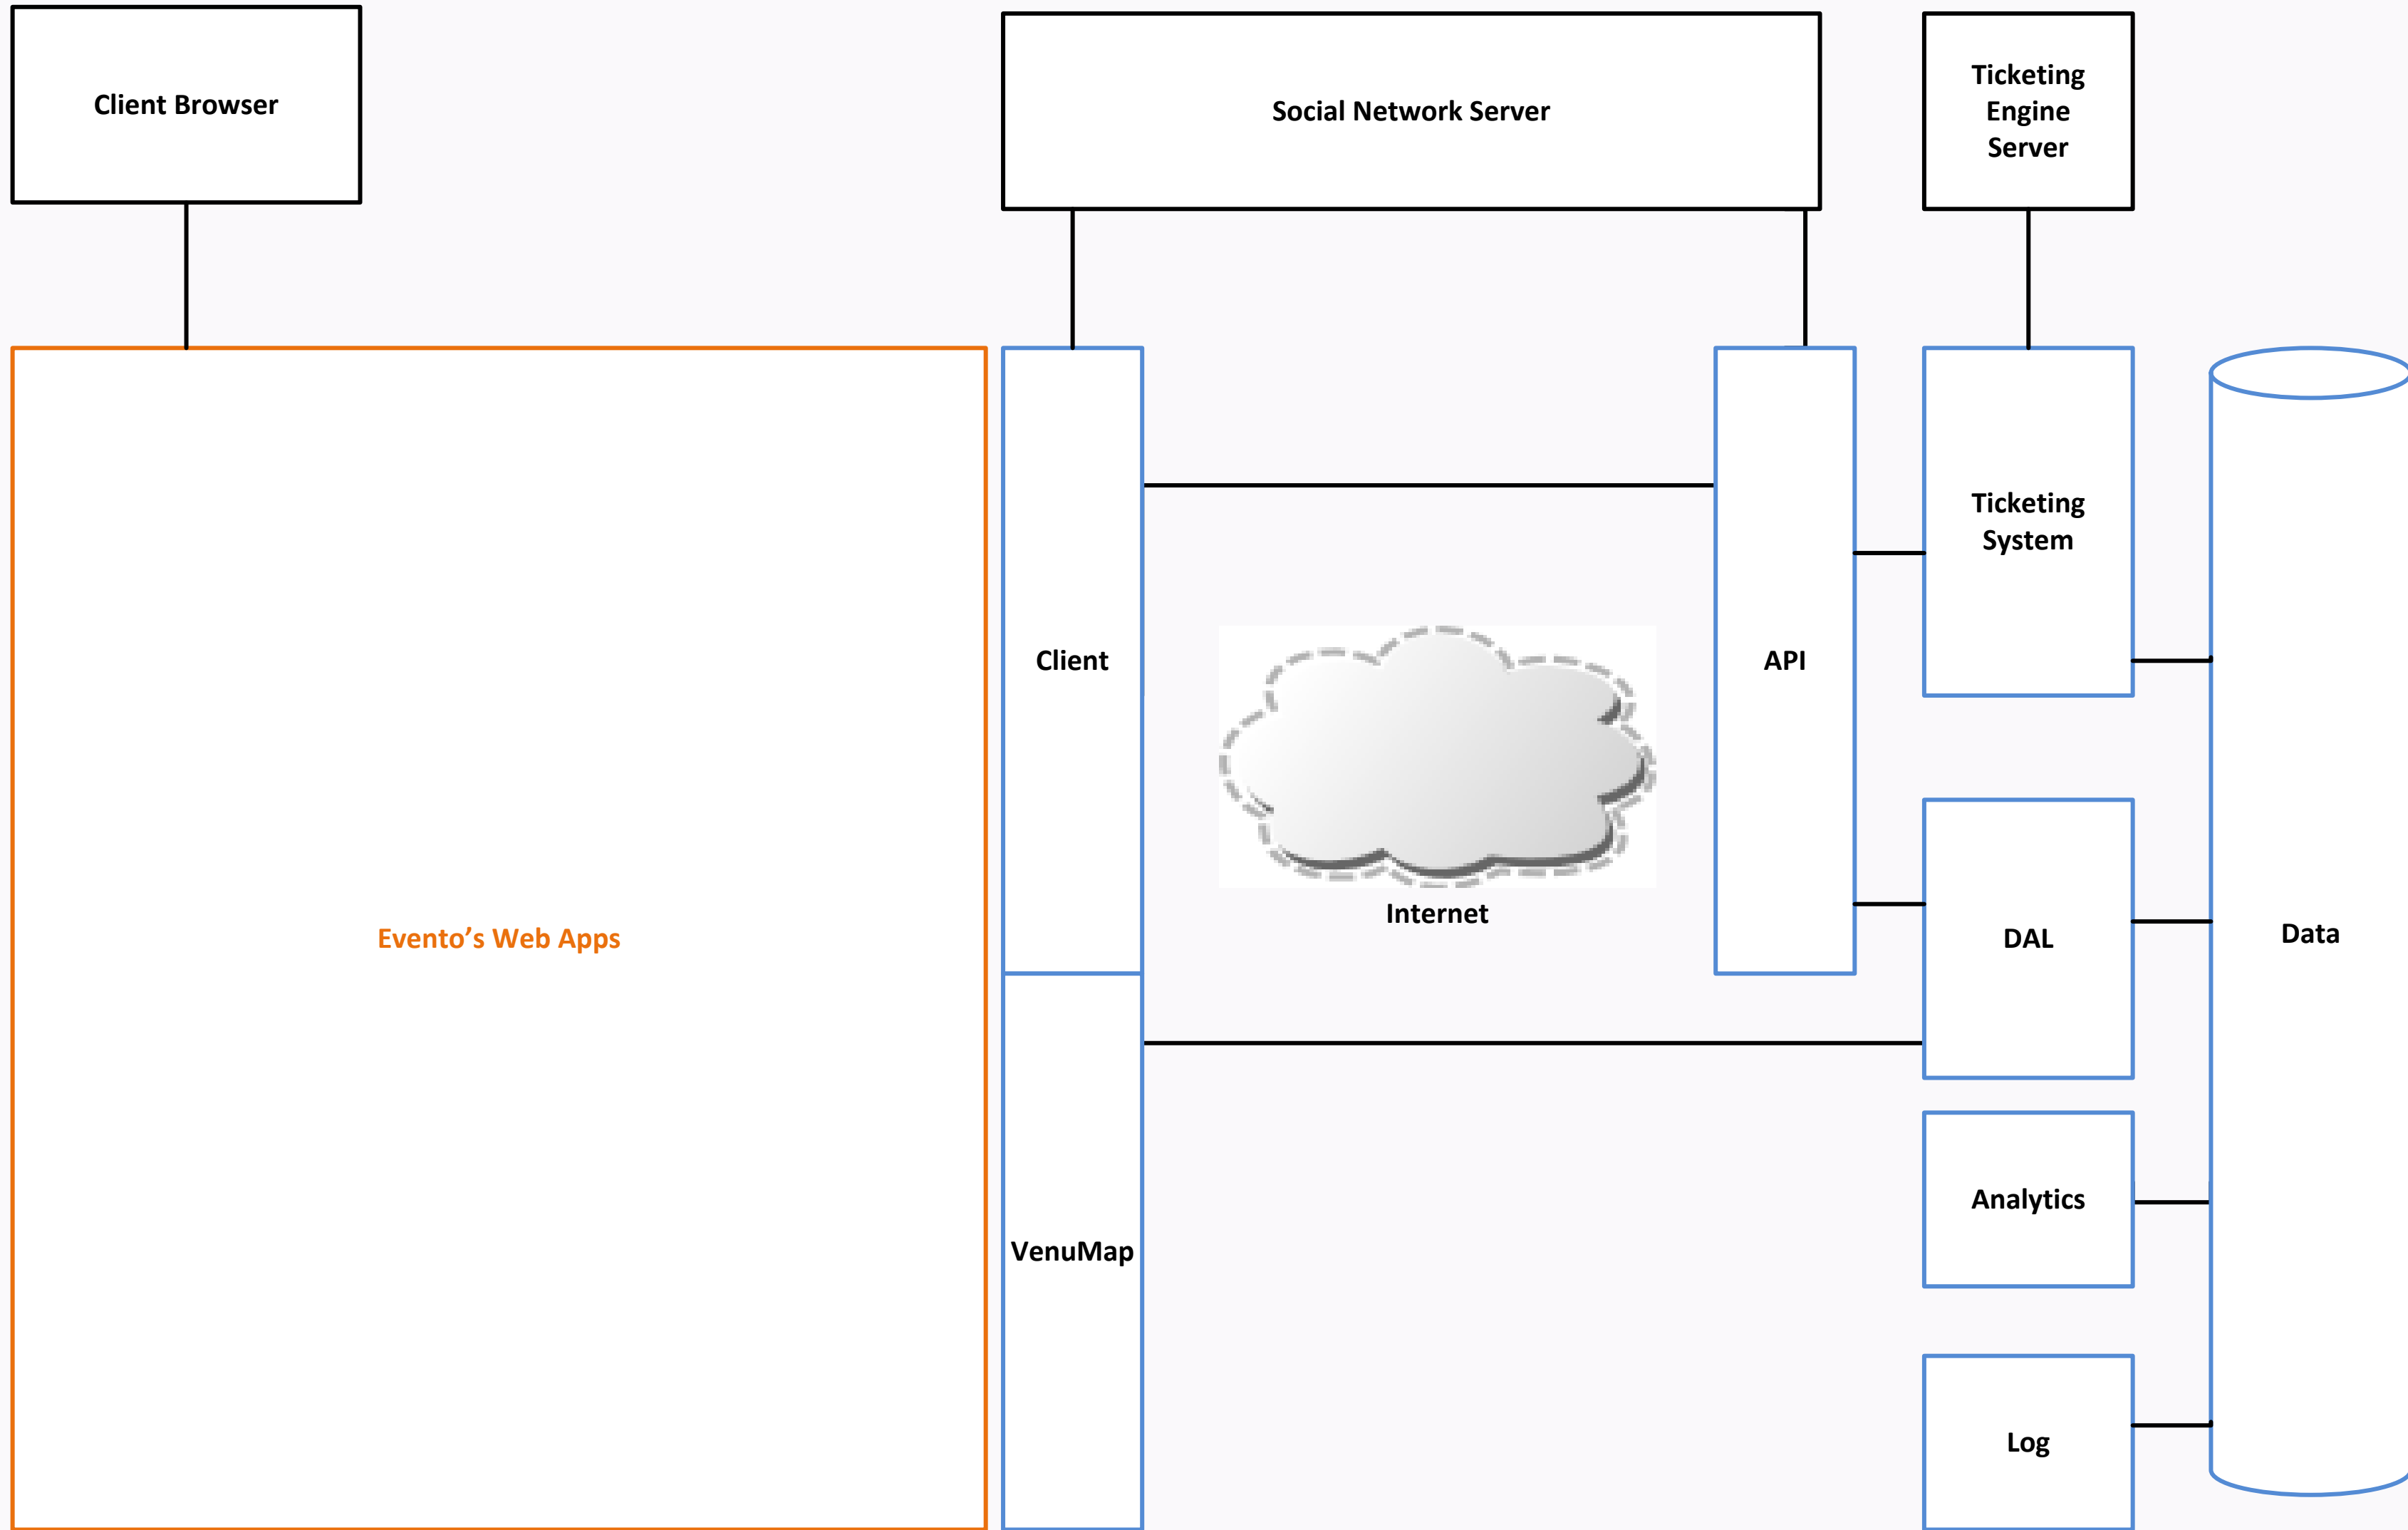 Client Browser
Social Network Server
Ticketing
Engine
Server
Ticketing
System
Client
API
Internet
Evento’s Web Apps
DAL
Data
Analytics
VenuMap
Log